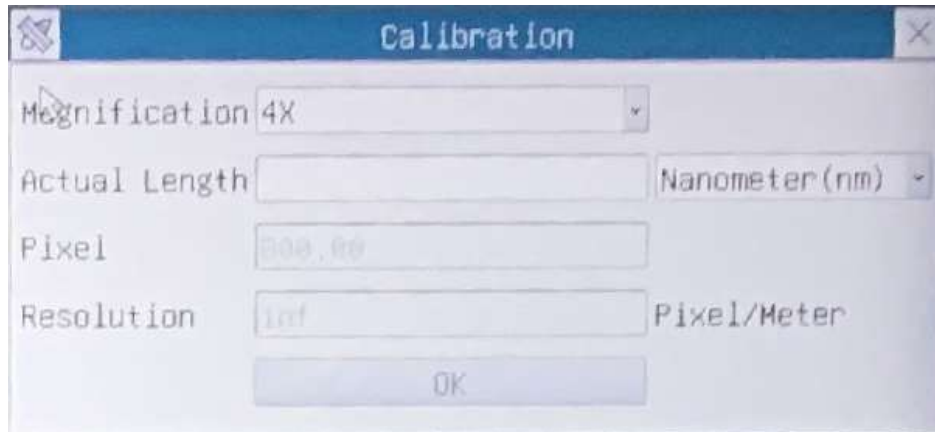 Calibration
Magnification 4X
Actual Length Nanometer(nm)
Pixel 800.00
Resolution inf Pixel/Meter
OK